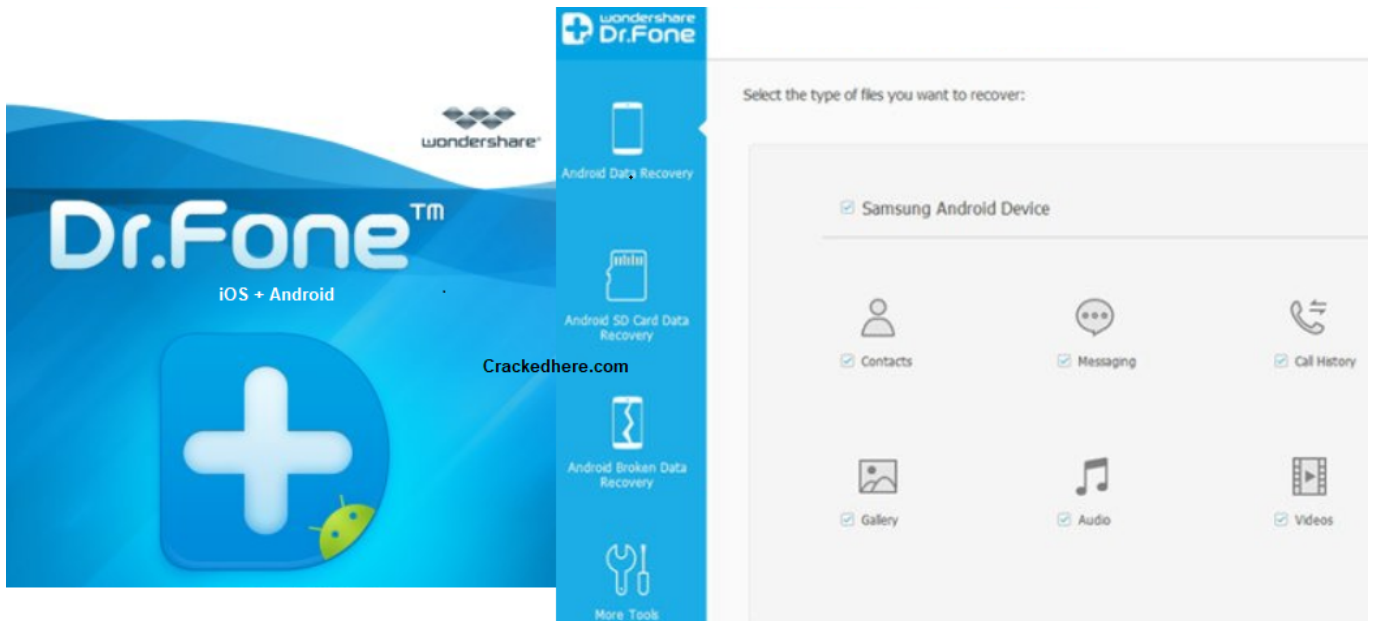 wondershare
Dr.Fone™
iOS + Android
Crackedhere.com
wondershare
Dr.Fone
Android Data Recovery
Android SD Card Data
Recovery
Android Broken Data
Recovery
More Tools
Select the type of files you want to recover:
Samsung Android Device
Contacts
Messaging
Call History
Gallery
Audio
Videos